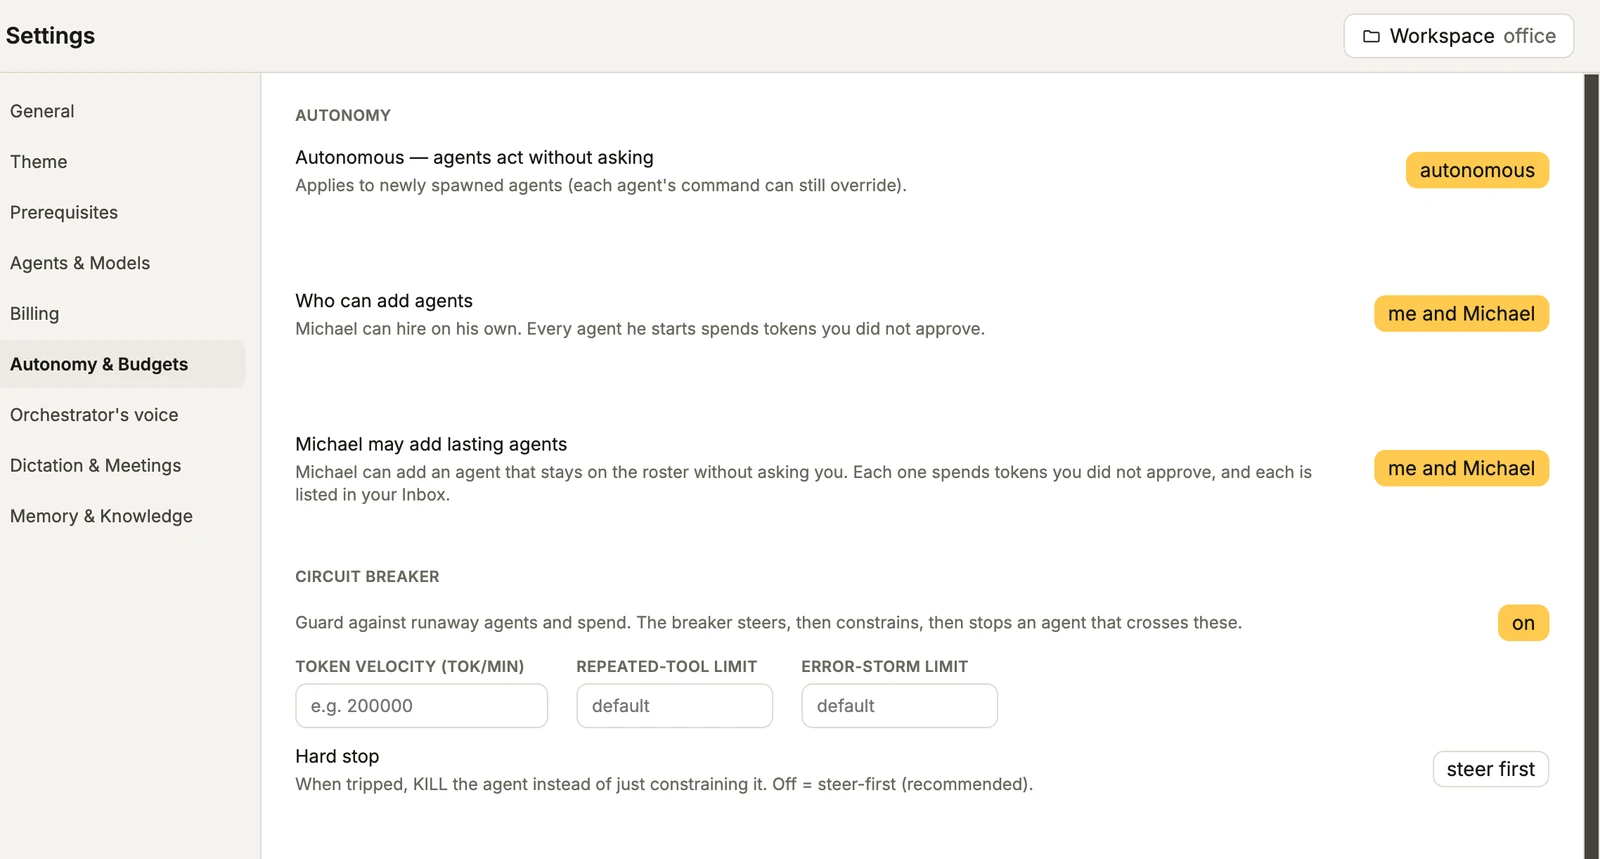 Settings
Workspace office
General
Theme
Prerequisites
Agents & Models
Billing
Autonomy & Budgets
Orchestrator's voice
Dictation & Meetings
Memory & Knowledge
AUTONOMY
Autonomous — agents act without asking
Applies to newly spawned agents (each agent's command can still override).
autonomous
Who can add agents
Michael can hire on his own. Every agent he starts spends tokens you did not approve.
me and Michael
Michael may add lasting agents
Michael can add an agent that stays on the roster without asking you. Each one spends tokens you did not approve, and each is
listed in your Inbox.
me and Michael
CIRCUIT BREAKER
Guard against runaway agents and spend. The breaker steers, then constrains, then stops an agent that crosses these.
on
TOKEN VELOCITY (TOK/MIN)
e.g. 200000
REPEATED-TOOL LIMIT
default
ERROR-STORM LIMIT
default
Hard stop
When tripped, KILL the agent instead of just constraining it. Off = steer-first (recommended).
steer first